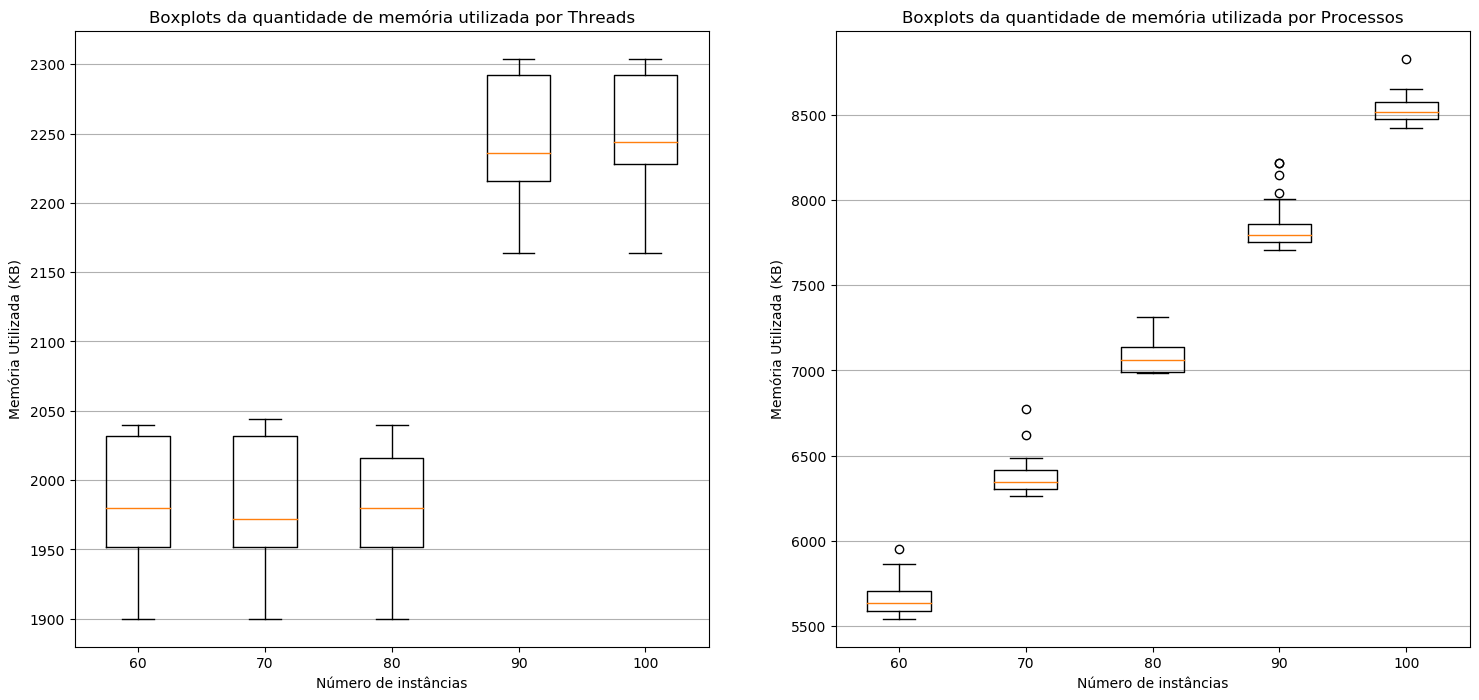 Boxplots da quantidade de memória utilizada por Threads
Memória Utilizada (KB)
2300
2250
2200
2150
2100
2050
2000
1950
1900
60 70 80 90 100
Número de instâncias
Boxplots da quantidade de memória utilizada por Processos
Memória Utilizada (KB)
8500
8000
7500
7000
6500
6000
5500
60 70 80 90 100
Número de instâncias